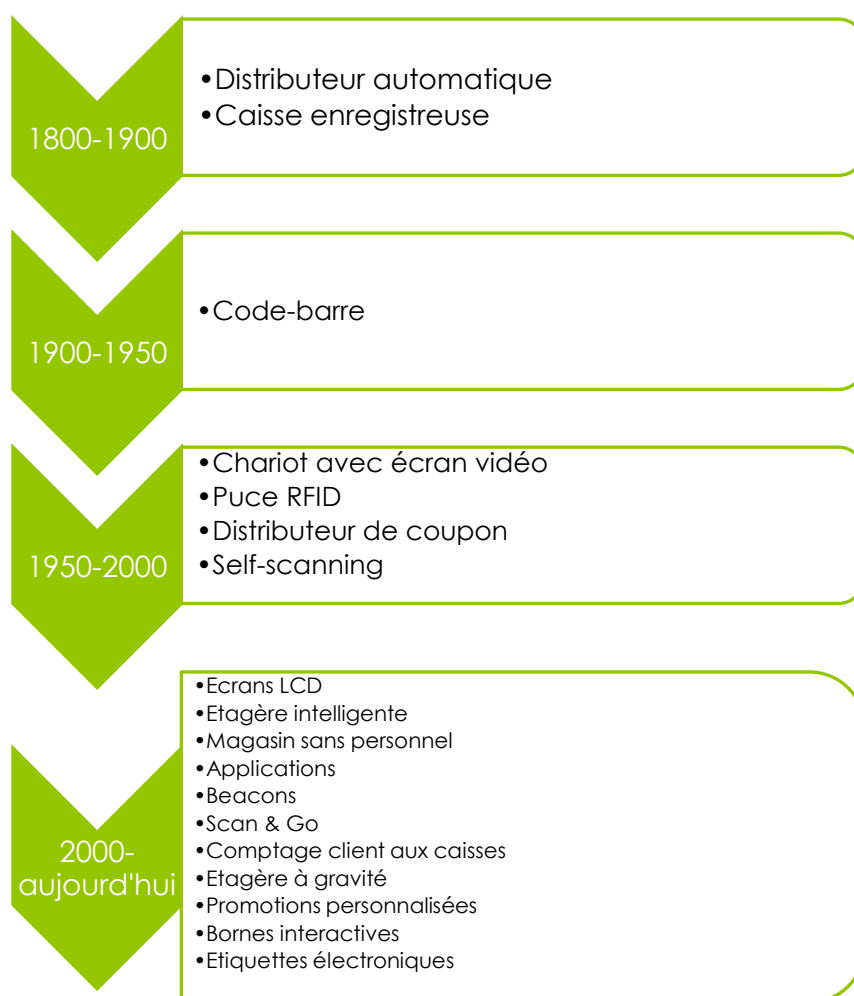 1800-1900
•Distributeur automatique
•Caisse enregistreuse
1900-1950
•Code-barre
1950-2000
•Chariot avec écran vidéo
•Puce RFID
•Distributeur de coupon
•Self-scanning
2000-
aujourd'hui
•Ecrans LCD
•Etagère intelligente
•Magasin sans personnel
•Applications
•Beacons
•Scan & Go
•Comptage client aux caisses
•Etagère à gravité
•Promotions personnalisées
•Bornes interactives
•Etiquettes électroniques